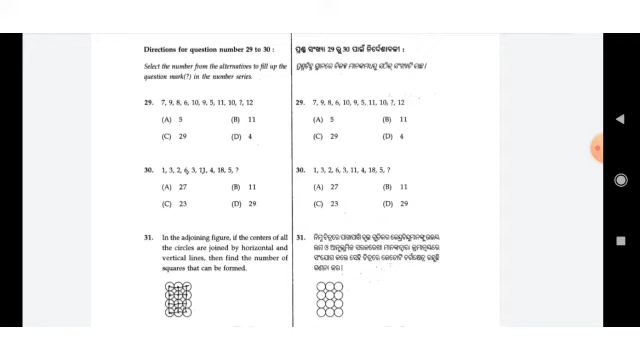 Directions for question number 29 to 30 :
Select the number from the alternatives to fill up the
question mark(?) in the number series.
29. 7, 9, 8, 6, 10, 9, 5, 11, 10, ?, 12
(A) 5 (B) 11
(C) 29 (D) 4
30. 1, 3, 2, 6, 3, 11, 4, 18, 5, ?
(A) 27 (B) 11
(C) 23 (D) 29
31. In the adjoining figure, if the centers of all
the circles are joined by horizontal and
vertical lines, then find the number of
squares that can be formed.
ପ୍ରଶ୍ନ ସଂଖ୍ୟା 29 ରୁ 30 ପାଇଁ ନିର୍ଦ୍ଦେଶାବଳୀ :
29. 7, 9, 8, 6, 10, 9, 5, 11, 10, ?, 12
(A) 5 (B) 11
(C) 29 (D) 4
30. 1, 3, 2, 6, 3, 11, 4, 18, 5, ?
(A) 27 (B) 11
(C) 23 (D) 29
31.